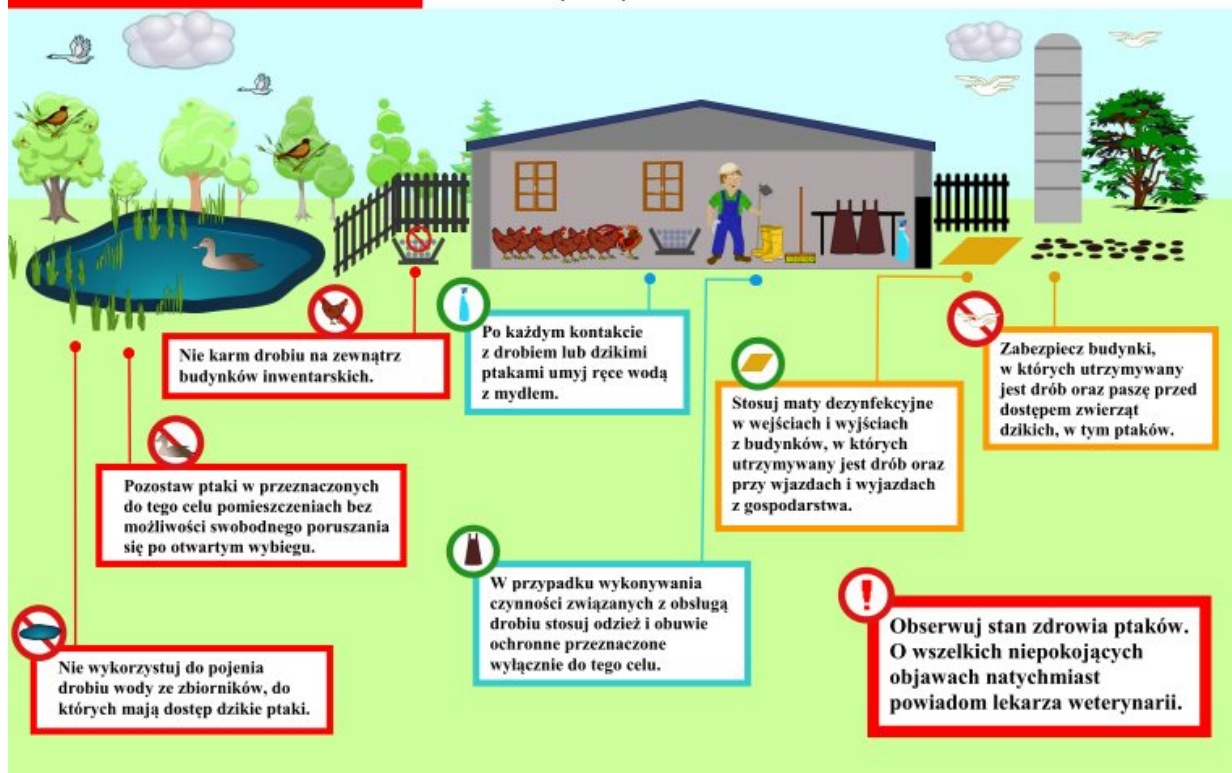 Nie karm drobiu na zewnątrz
budynków inwentarskich.
Po każdym kontakcie
z drobiem lub dzikimi
ptakami umyj ręce wodą
z mydłem.
Stosuj maty dezynfekcyjne
w wejściach i wyjściach
z budynków, w których
utrzymywany jest drób oraz
przy wjazdach i wyjazdach
z gospodarstwa.
Zabezpiecz budynki,
w których utrzymywany
jest drób oraz paszę przed
dostępem zwierząt
dzikich, w tym ptaków.
Pozostaw ptaki w przeznaczonych
do tego celu pomieszczeniach bez
możliwości swobodnego poruszania
się po otwartym wybiegu.
W przypadku wykonywania
czynności związanych z obsługą
drobiu stosuj odzież i obuwie
ochronne przeznaczone
wyłącznie do tego celu.
Nie wykorzystuj do pojenia
drobiu wody ze zbiorników, do
których mają dostęp dzikie ptaki.
Obserwuj stan zdrowia ptaków.
O wszelkich niepokojących
objawach natychmiast
powiadom lekarza weterynarii.